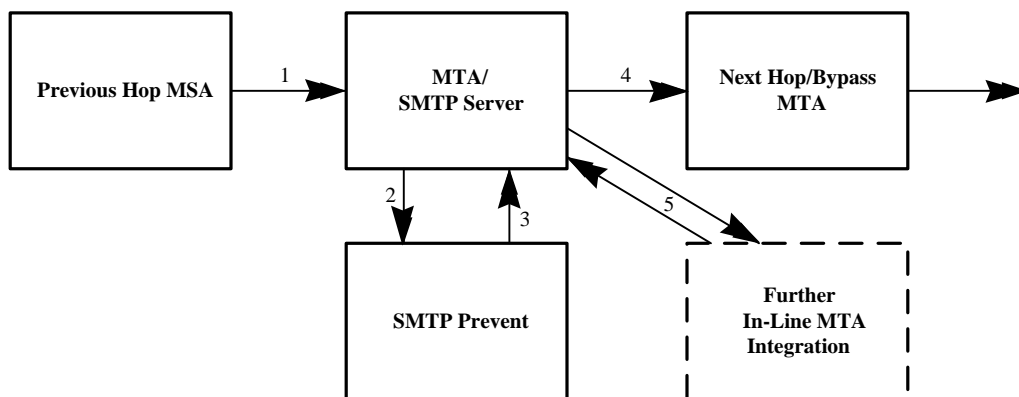 Previous Hop MSA
1
MTA/
SMTP Server
4
Next Hop/Bypass
MTA
2
3
5
SMTP Prevent
Further
In-Line MTA
Integration